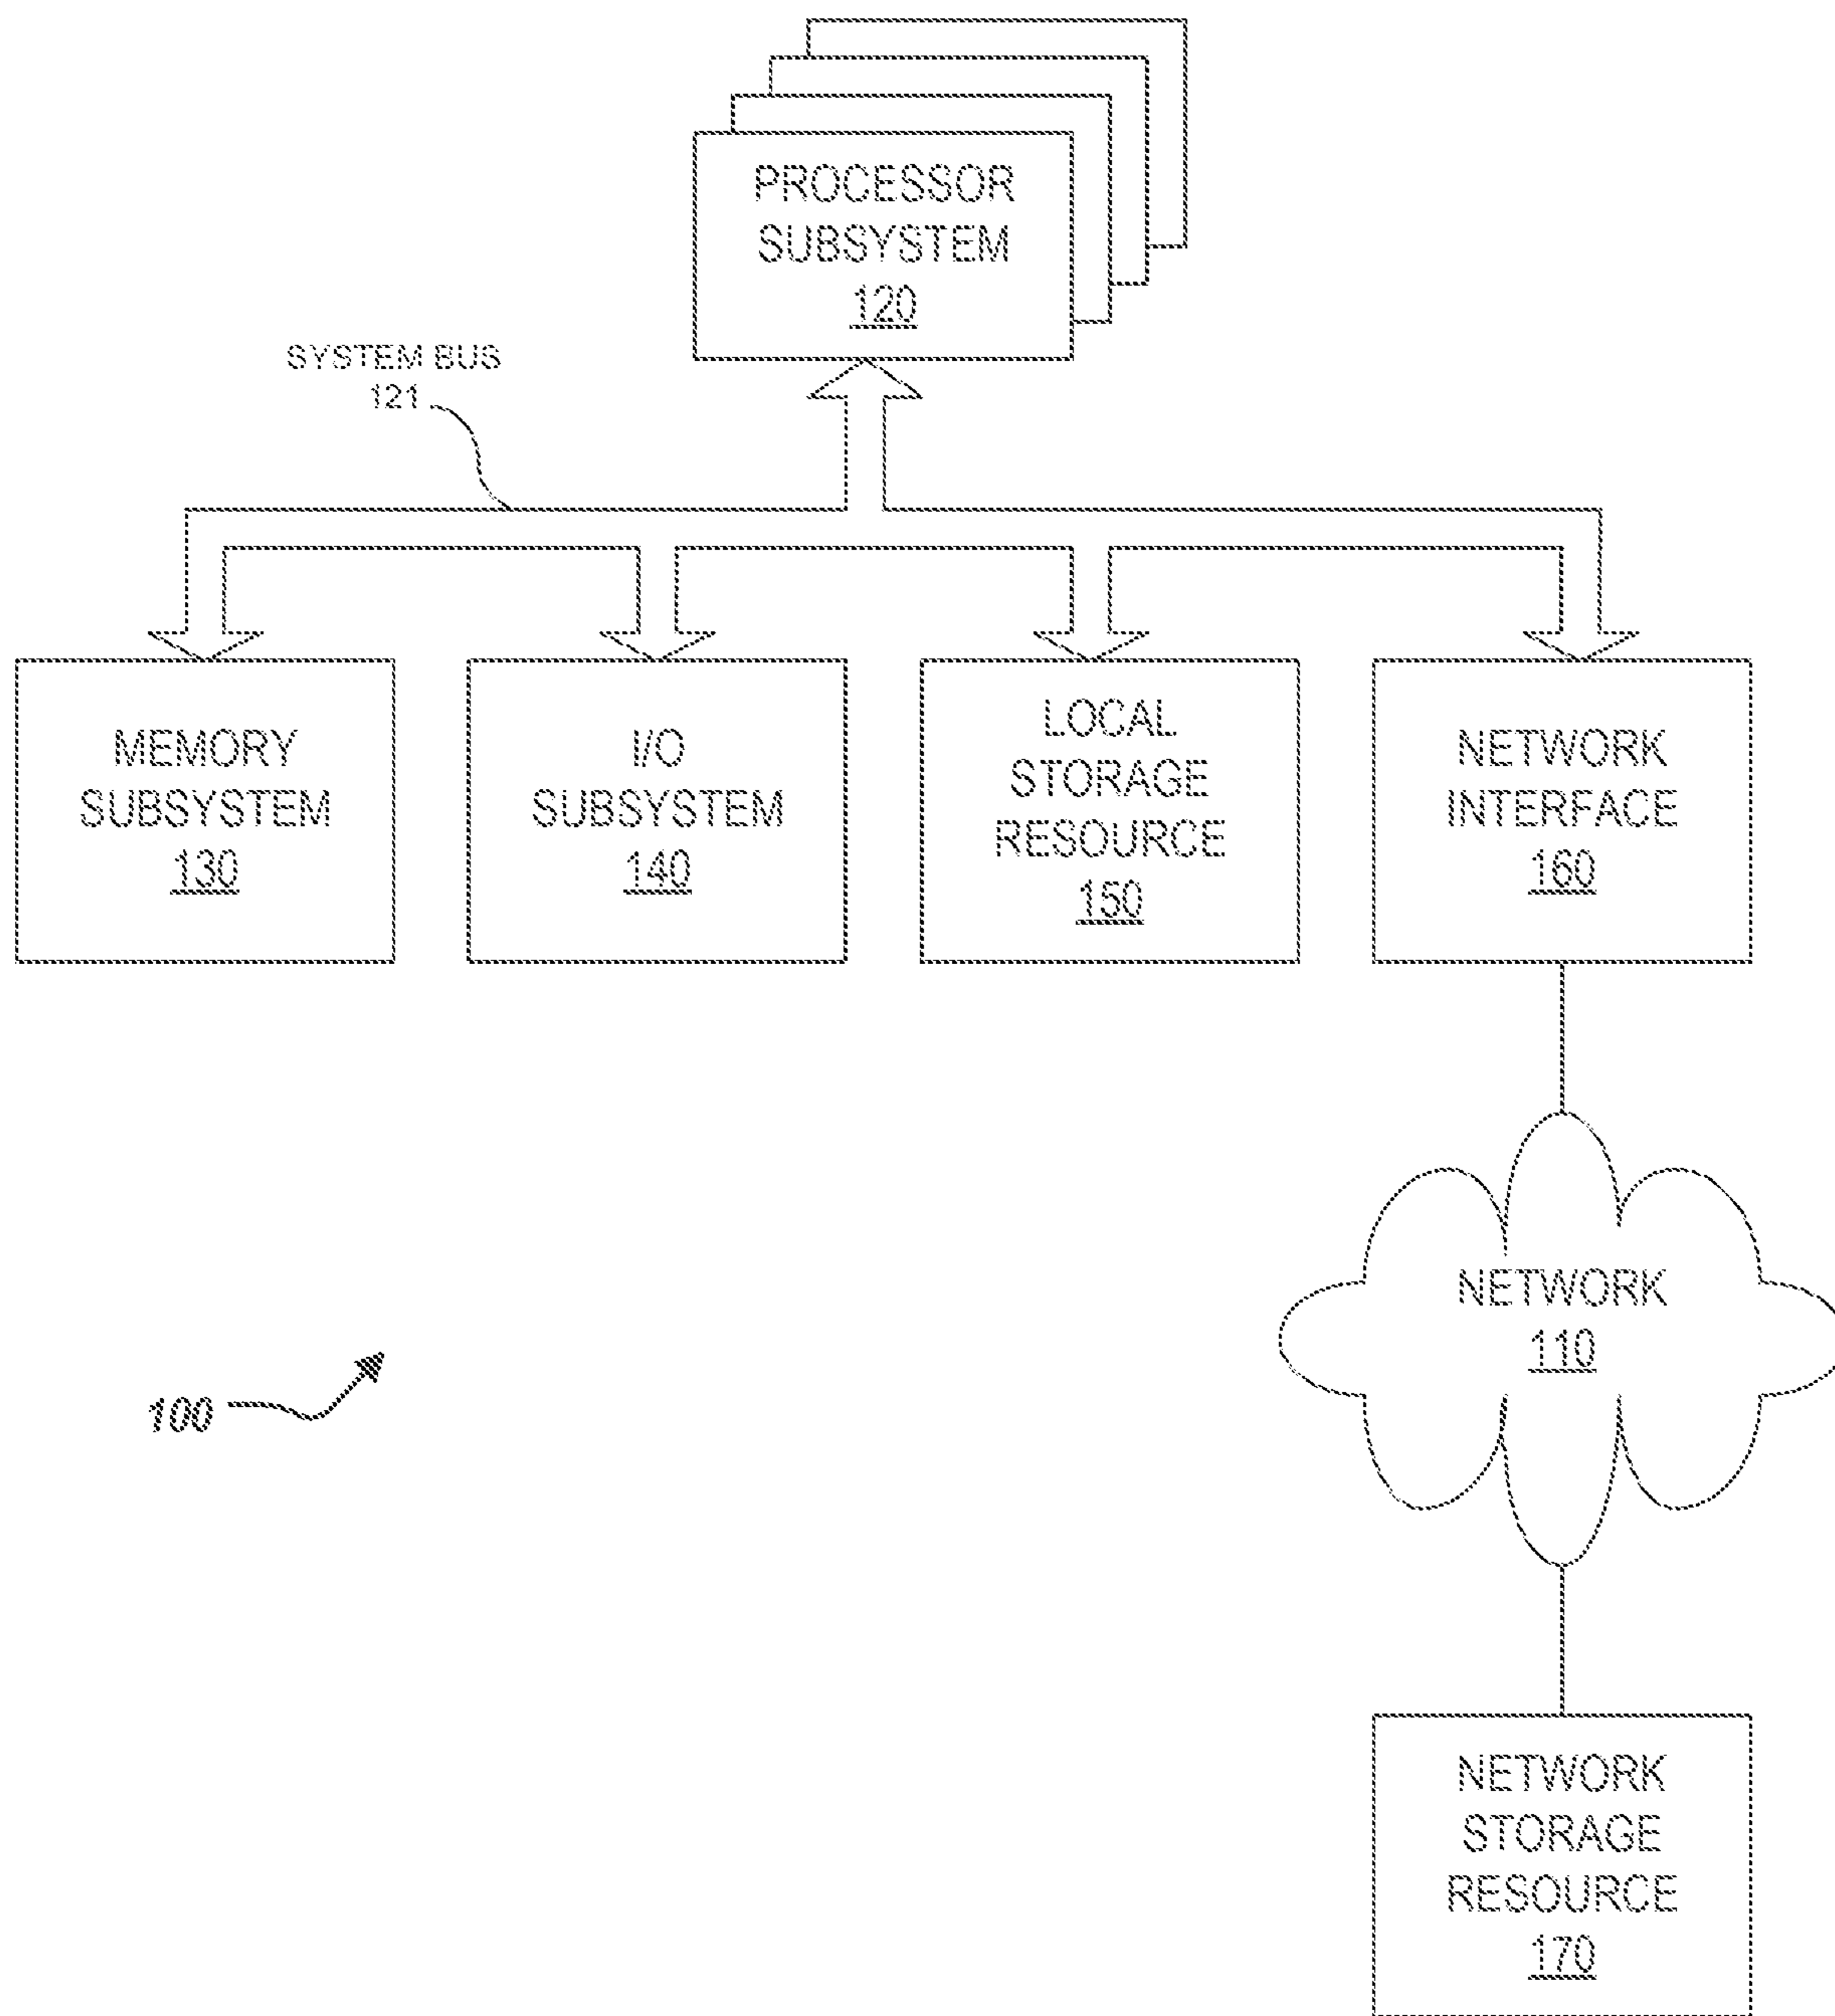 PROCESSOR
SUBSYSTEM
120
SYSTEM BUS
121
MEMORY
SUBSYSTEM
130
I/O
SUBSYSTEM
140
LOCAL
STORAGE
RESOURCE
150
NETWORK
INTERFACE
160
NETWORK
110
100
NETWORK
STORAGE
RESOURCE
170